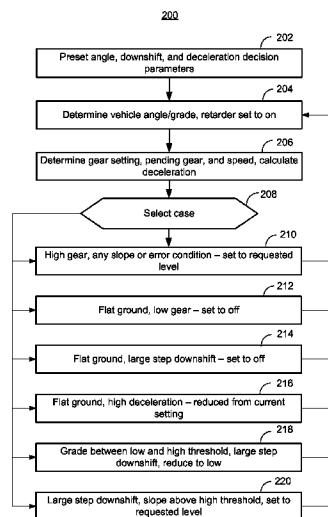 200
202
Preset angle, downshift, and deceleration decision
parameters
204
Determine vehicle angle/grade, retarder set to on
206
Determine gear setting, pending gear, and speed, calculate
deceleration
208
Select case
210
High gear, any slope or error condition – set to requested
level
212
Flat ground, low gear – set to off
214
Flat ground, large step downshift – set to off
216
Flat ground, high deceleration – reduced from current
setting
218
Grade between low and high threshold, large step
downshift, reduce to low
220
Large step downshift, slope above high threshold, set to
requested level